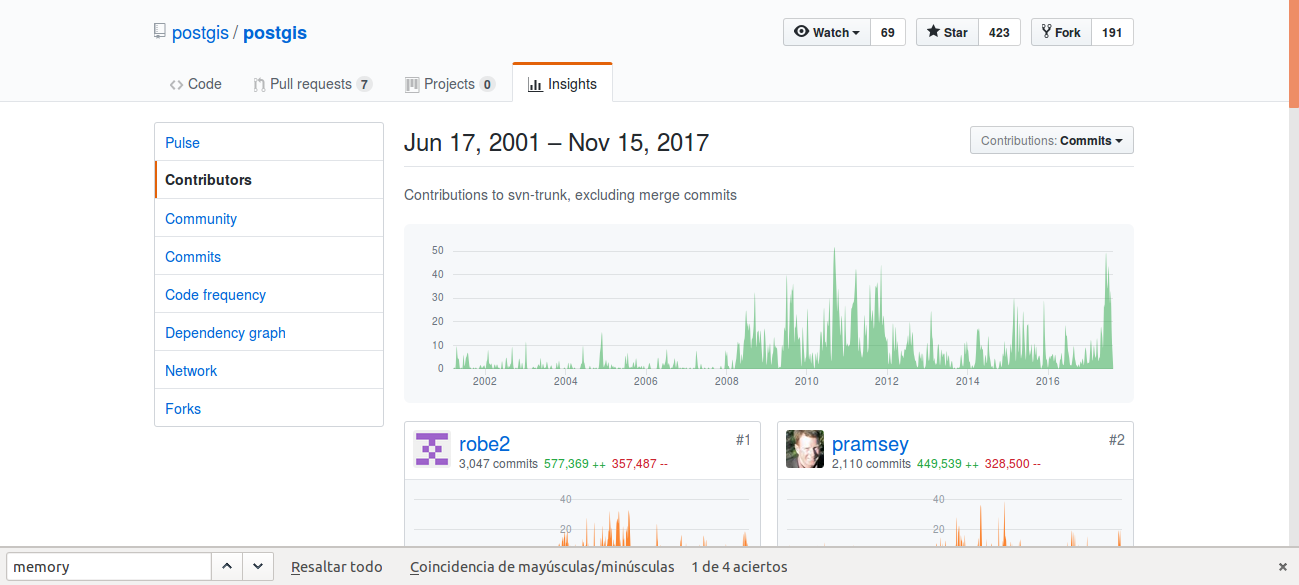 postgis / postgis
Watch 69 Star 423 Fork 191
Code Pull requests 7 Projects 0 Insights
Pulse
Contributors
Community
Commits
Code frequency
Dependency graph
Network
Forks
Jun 17, 2001 – Nov 15, 2017
Contributions: Commits
Contributions to svn-trunk, excluding merge commits
50
40
30
20
10
0
2002 2004 2006 2008 2010 2012 2014 2016
robe2 #1
3,047 commits 577,369 ++ 357,487 --
40
20
pramsey #2
2,110 commits 449,539 ++ 328,500 --
40
20
memory Resaltar todo Coincidencia de mayúsculas/minúsculas 1 de 4 aciertos